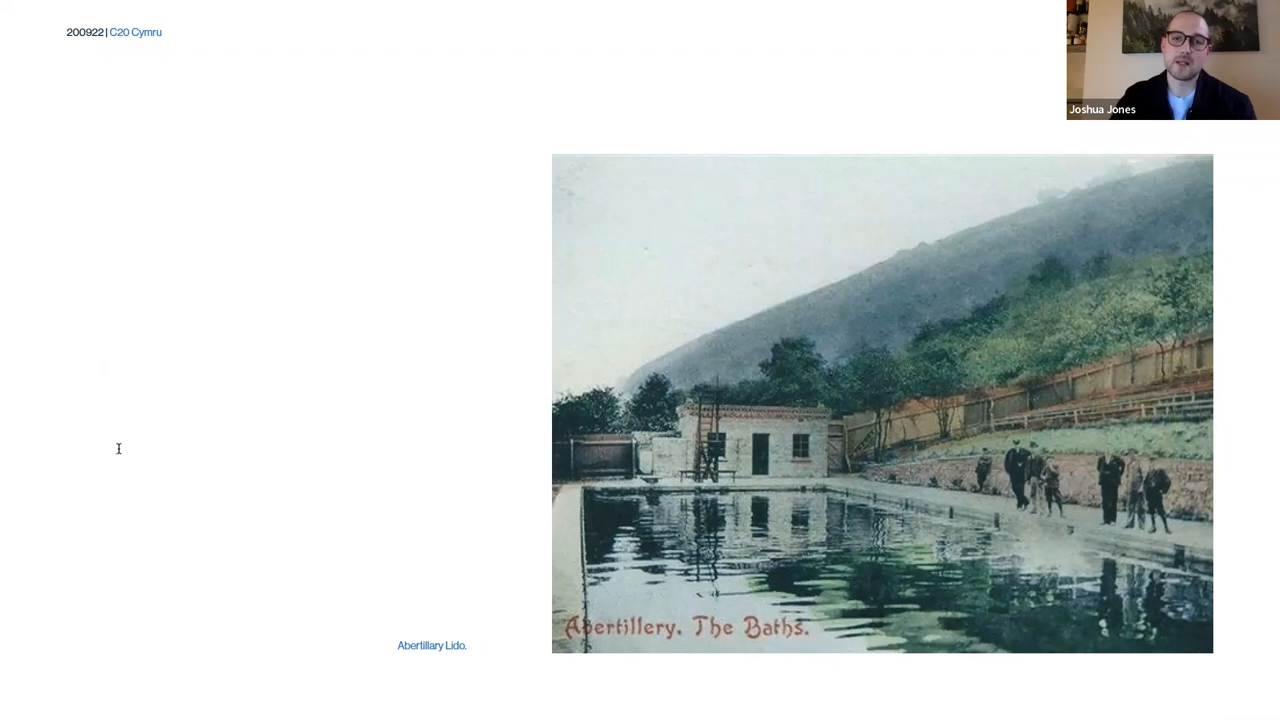 200922 | C20 Cymru
Joshua Jones
Abertillery. The Baths.
Abertillary Lido.